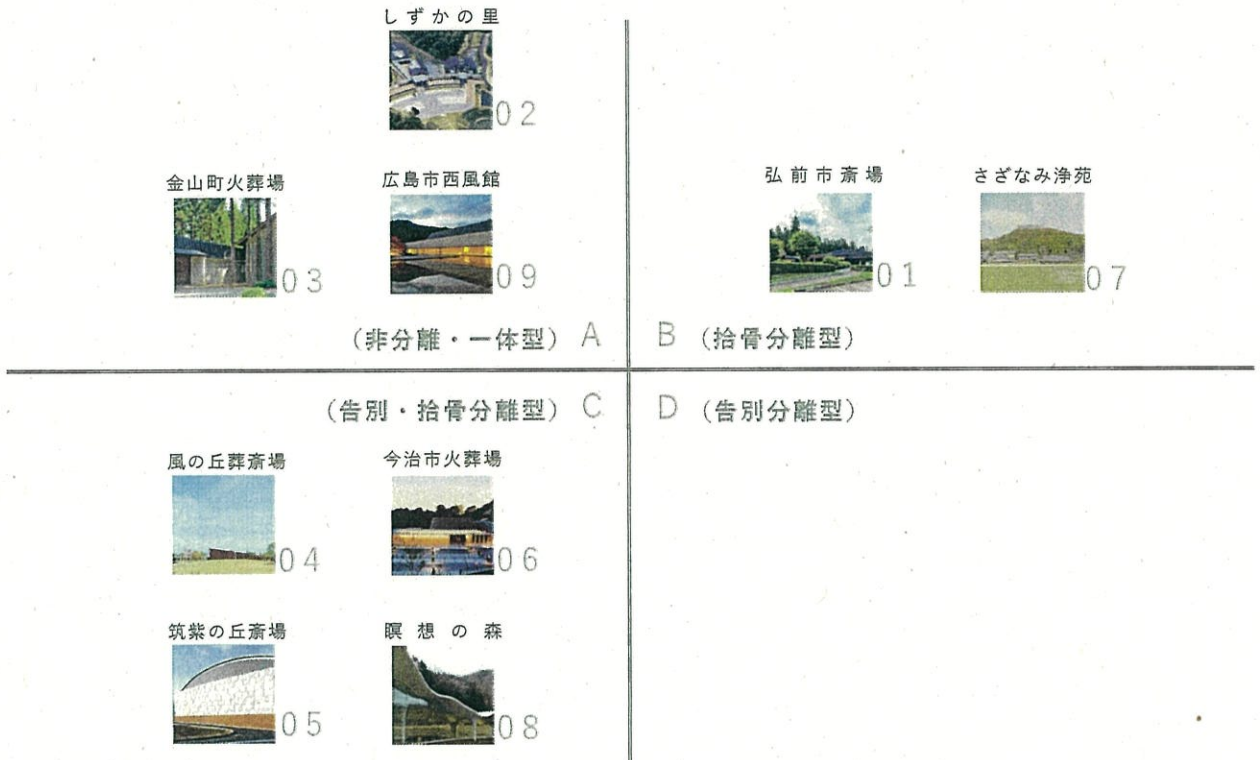 しずかの里
02
金山町火葬場
03
広島市西風館
09
(非分離・一体型) A
弘前市斎場
01
さざなみ浄苑
07
B (拾骨分離型)
(告別・拾骨分離型) C
風の丘葬斎場
04
今治市火葬場
06
筑紫の丘斎場
05
瞑想の森
08
D (告別分離型)